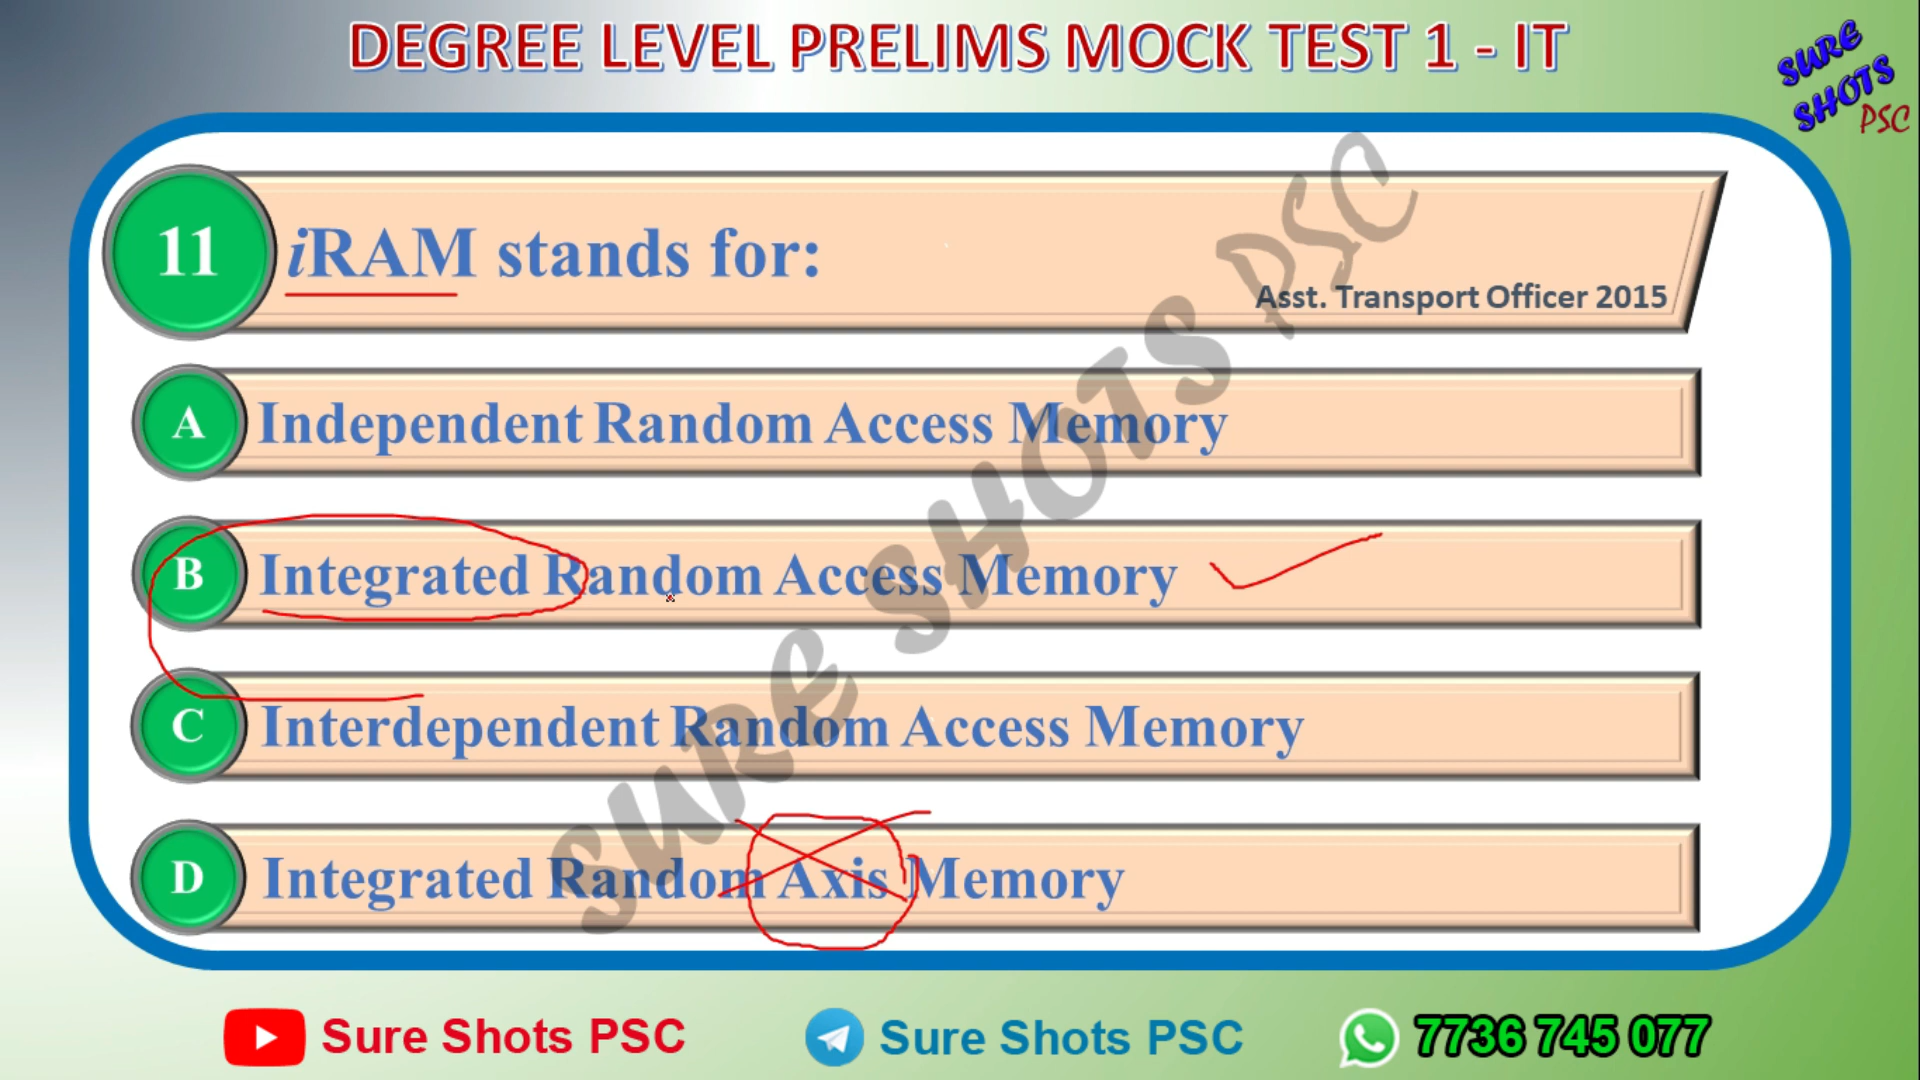 DEGREE LEVEL PRELIMS MOCK TEST 1 - IT
SURE
SHOTS
PSC
11
iRAM stands for:
Asst. Transport Officer 2015
A
Independent Random Access Memory
B
Integrated Random Access Memory
C
Interdependent Random Access Memory
D
Integrated Random Axis Memory
SURE SHOTS PSC
Sure Shots PSC
Sure Shots PSC
7736 745 077